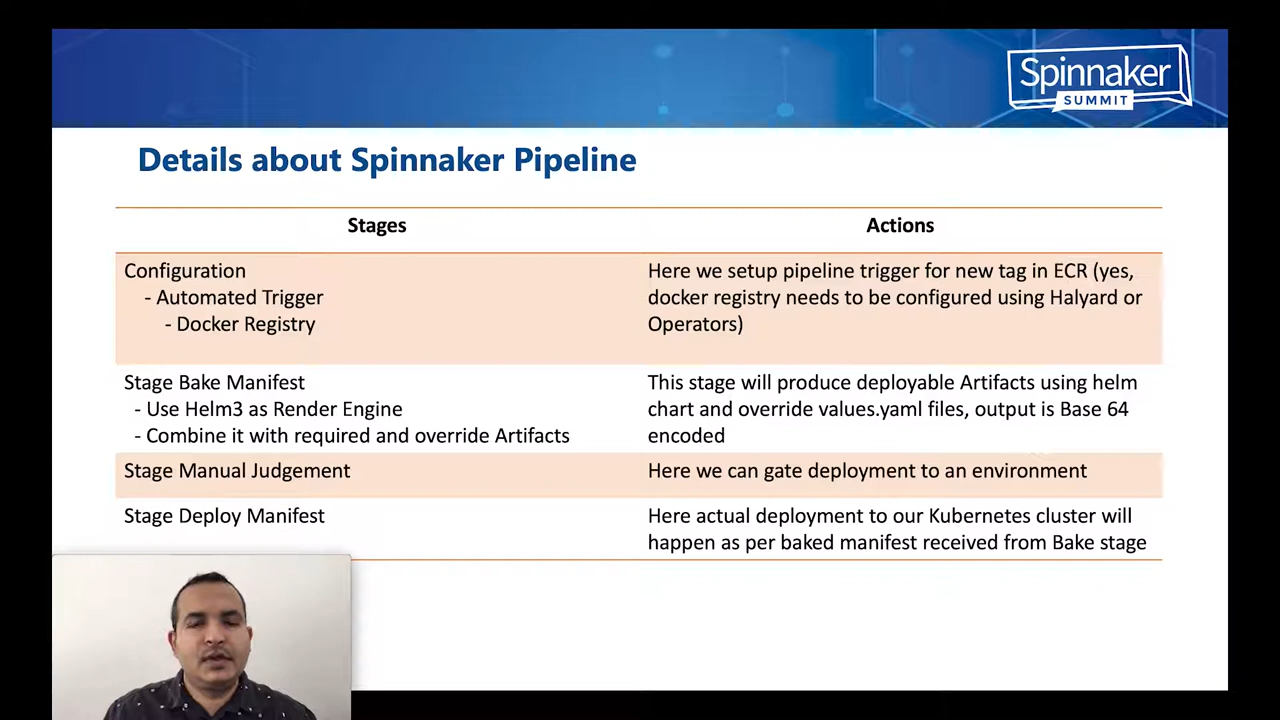 Spinnaker
SUMMIT
Details about Spinnaker Pipeline
Stages
Actions
Configuration
- Automated Trigger
- Docker Registry
Here we setup pipeline trigger for new tag in ECR (yes,
docker registry needs to be configured using Halyard or
Operators)
Stage Bake Manifest
- Use Helm3 as Render Engine
- Combine it with required and override Artifacts
This stage will produce deployable Artifacts using helm
chart and override values.yaml files, output is Base 64
encoded
Stage Manual Judgement
Here we can gate deployment to an environment
Stage Deploy Manifest
Here actual deployment to our Kubernetes cluster will
happen as per baked manifest received from Bake stage